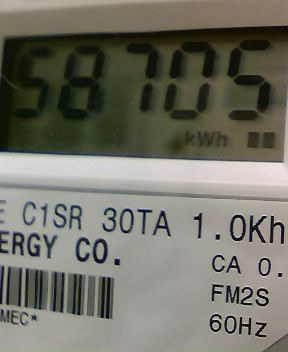 58705
kWh
E C1SR 30TA 1.0Kh
ERGY CO.
CA 0.
FM2S
MEC*
60Hz